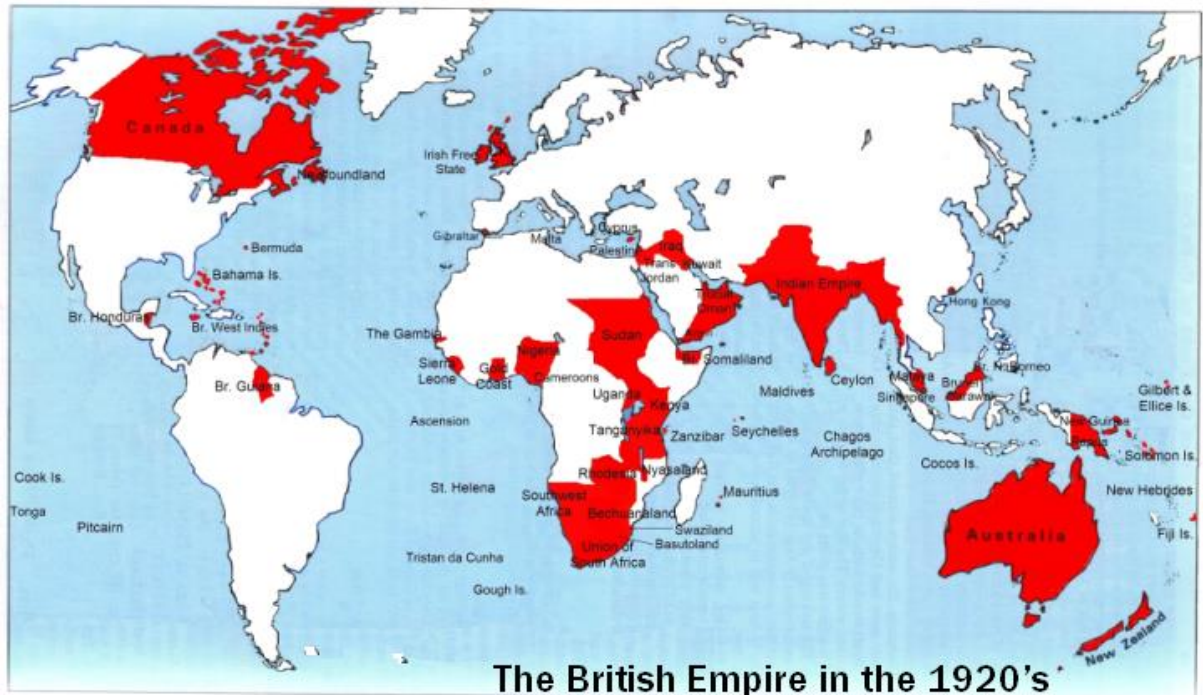 Canada
Newfoundland
Irish Free
State
Gibraltar
Malta
Cyprus
Palestine
Iraq
Trans
Jordan
Kuwait
Bermuda
Bahama Is.
Br. Honduras
Br. West Indies
Br. Guiana
The Gambia
Sierra
Leone
Gold
Coast
Nigeria
Cameroons
Sudan
Trucial
Oman
Aden
Br. Somaliland
Uganda
Kenya
Tanganyika
Zanzibar
Seychelles
Indian Empire
Hong Kong
Maldives
Ceylon
Malaya
Singapore
Brunei
Sarawak
Br. N. Borneo
Gilbert &
Ellice Is.
New Guinea
Papua
Solomon Is.
Ascension
Chagos
Archipelago
Cocos Is.
Rhodesia
Nyasaland
Cook Is.
St. Helena
Southwest
Africa
Bechuanaland
Mauritius
New Hebrides
Tonga
Pitcairn
Swaziland
Basutoland
Fiji Is.
Union of
South Africa
Australia
Tristan da Cunha
Gough Is.
New Zealand
The British Empire in the 1920's